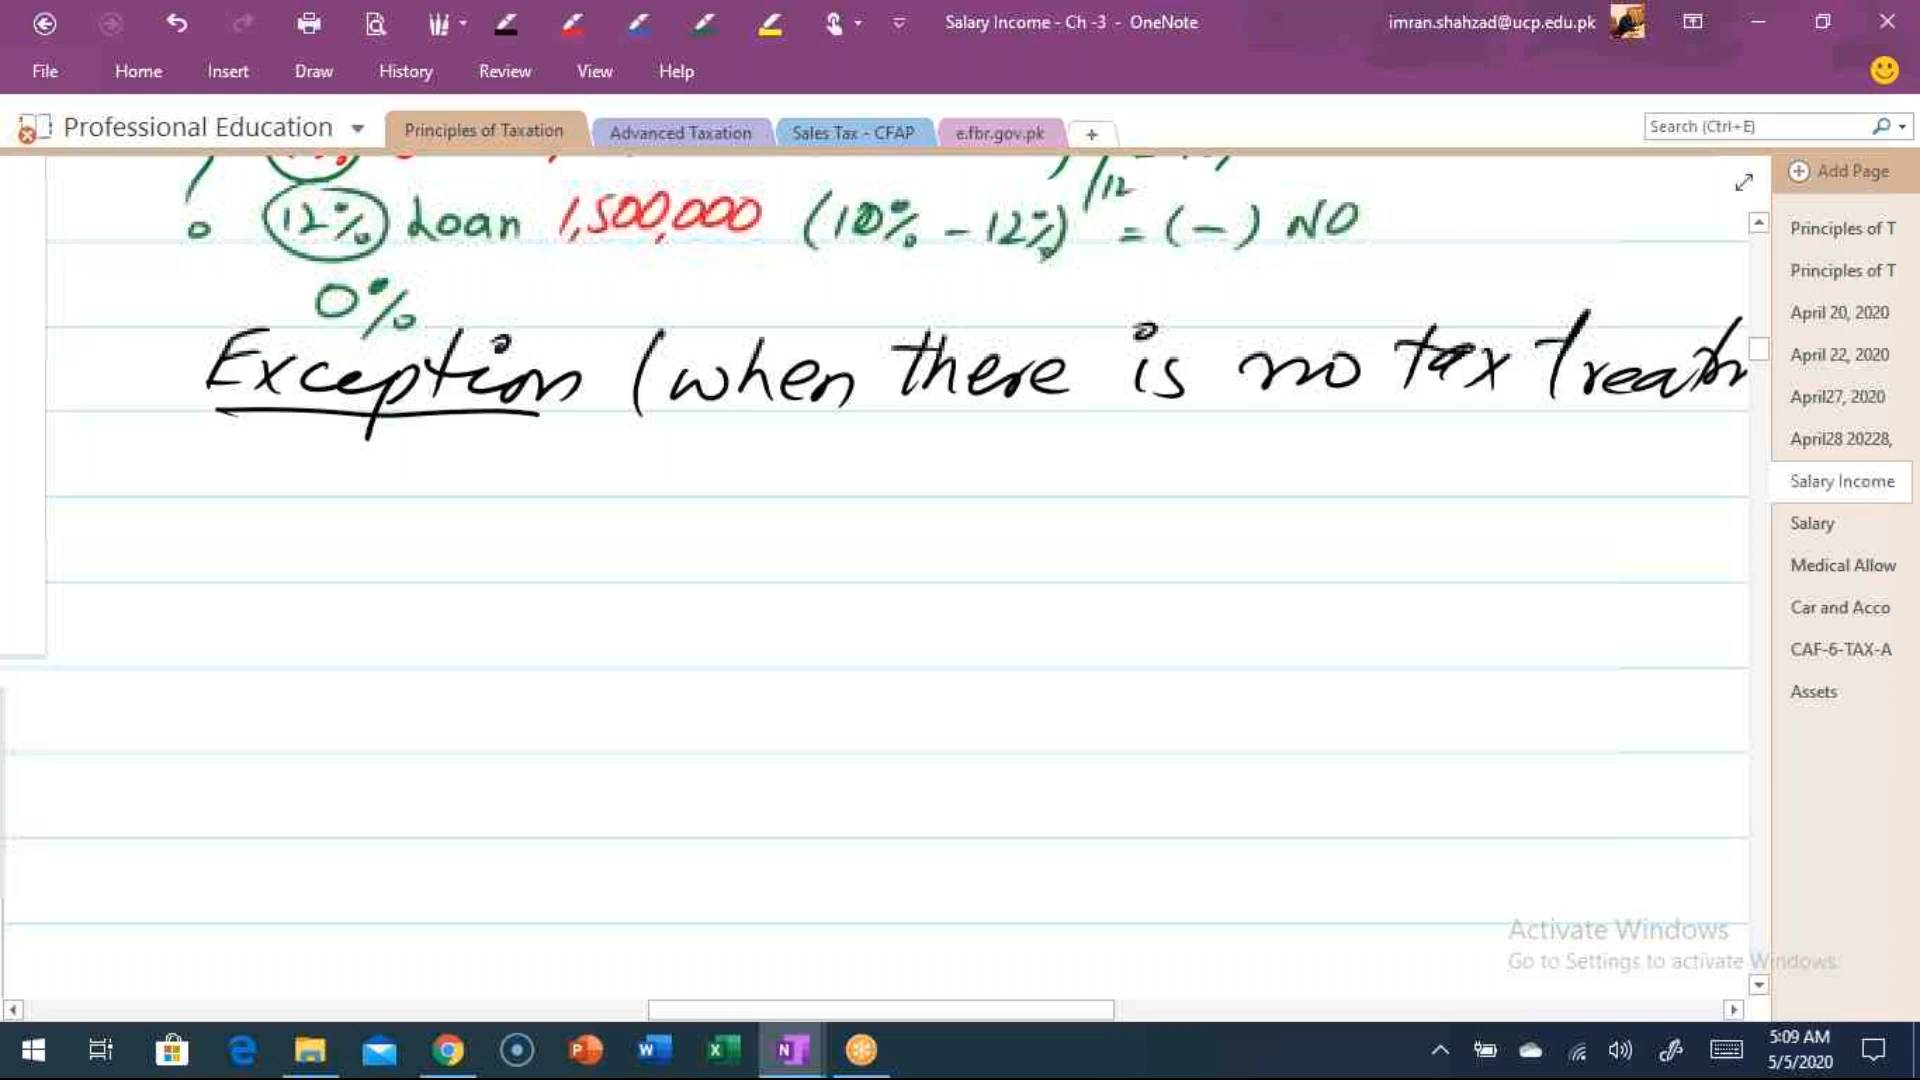 Salary Income - Ch -3 - OneNote
imran.shahzad@ucp.edu.pk
File Home Insert Draw History Review View Help
Professional Education
Principles of Taxation
Advanced Taxation
Sales Tax - CFAP
e.fbr.gov.pk
Search (Ctrl+E)
Add Page
/12
12% Loan 1,500,000 (10% - 12%) = (-) NO
0%
Exception (when there is no tax treatm
Principles of T
Principles of T
April 20, 2020
April 22, 2020
April27, 2020
April28 20228,
Salary Income
Salary
Medical Allow
Car and Acco
CAF-6-TAX-A
Assets
Activate Windows
Go to Settings to activate Windows.
5:09 AM
5/5/2020